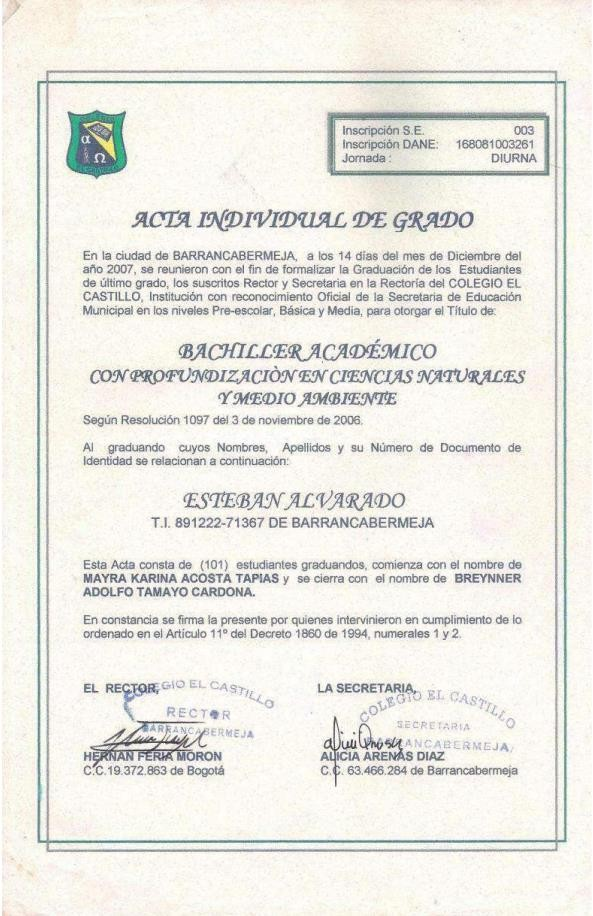 COLEGIO
α
Ω
EL CASTILLO
Inscripción S.E. 003
Inscripción DANE: 168081003261
Jornada : DIURNA
ACTA INDIVIDUAL DE GRADO
En la ciudad de BARRANCABERMEJA, a los 14 días del mes de Diciembre del
año 2007, se reunieron con el fin de formalizar la Graduación de los Estudiantes
de último grado, los suscritos Rector y Secretaria en la Rectoría del COLEGIO EL
CASTILLO, Institución con reconocimiento Oficial de la Secretaria de Educación
Municipal en los niveles Pre-escolar, Básica y Media, para otorgar el Título de:
BACHILLER ACADÉMICO
CON PROFUNDIZACIÒN EN CIENCIAS NATURALES
Y MEDIO AMBIENTE
Según Resolución 1097 del 3 de noviembre de 2006.
Al graduando cuyos Nombres, Apellidos y su Número de Documento de
Identidad se relacionan a continuación:
ESTEBAN ALVARADO
T.I. 891222-71367 DE BARRANCABERMEJA
Esta Acta consta de (101) estudiantes graduandos, comienza con el nombre de
MAYRA KARINA ACOSTA TAPIAS y se cierra con el nombre de BREYNNER
ADOLFO TAMAYO CARDONA.
En constancia se firma la presente por quienes intervinieron en cumplimiento de lo
ordenado en el Artículo 11º del Decreto 1860 de 1994, numerales 1 y 2.
EL RECTOR,
COLEGIO EL CASTILLO
RECTOR
BARRANCABERMEJA
HERNAN FERIA MORON
C.C.19.372.863 de Bogotá
LA SECRETARIA,
COLEGIO EL CASTILLO
SECRETARIA
BARRANCABERMEJA
ALICIA ARENAS DIAZ
C.C. 63.466.284 de Barrancabermeja